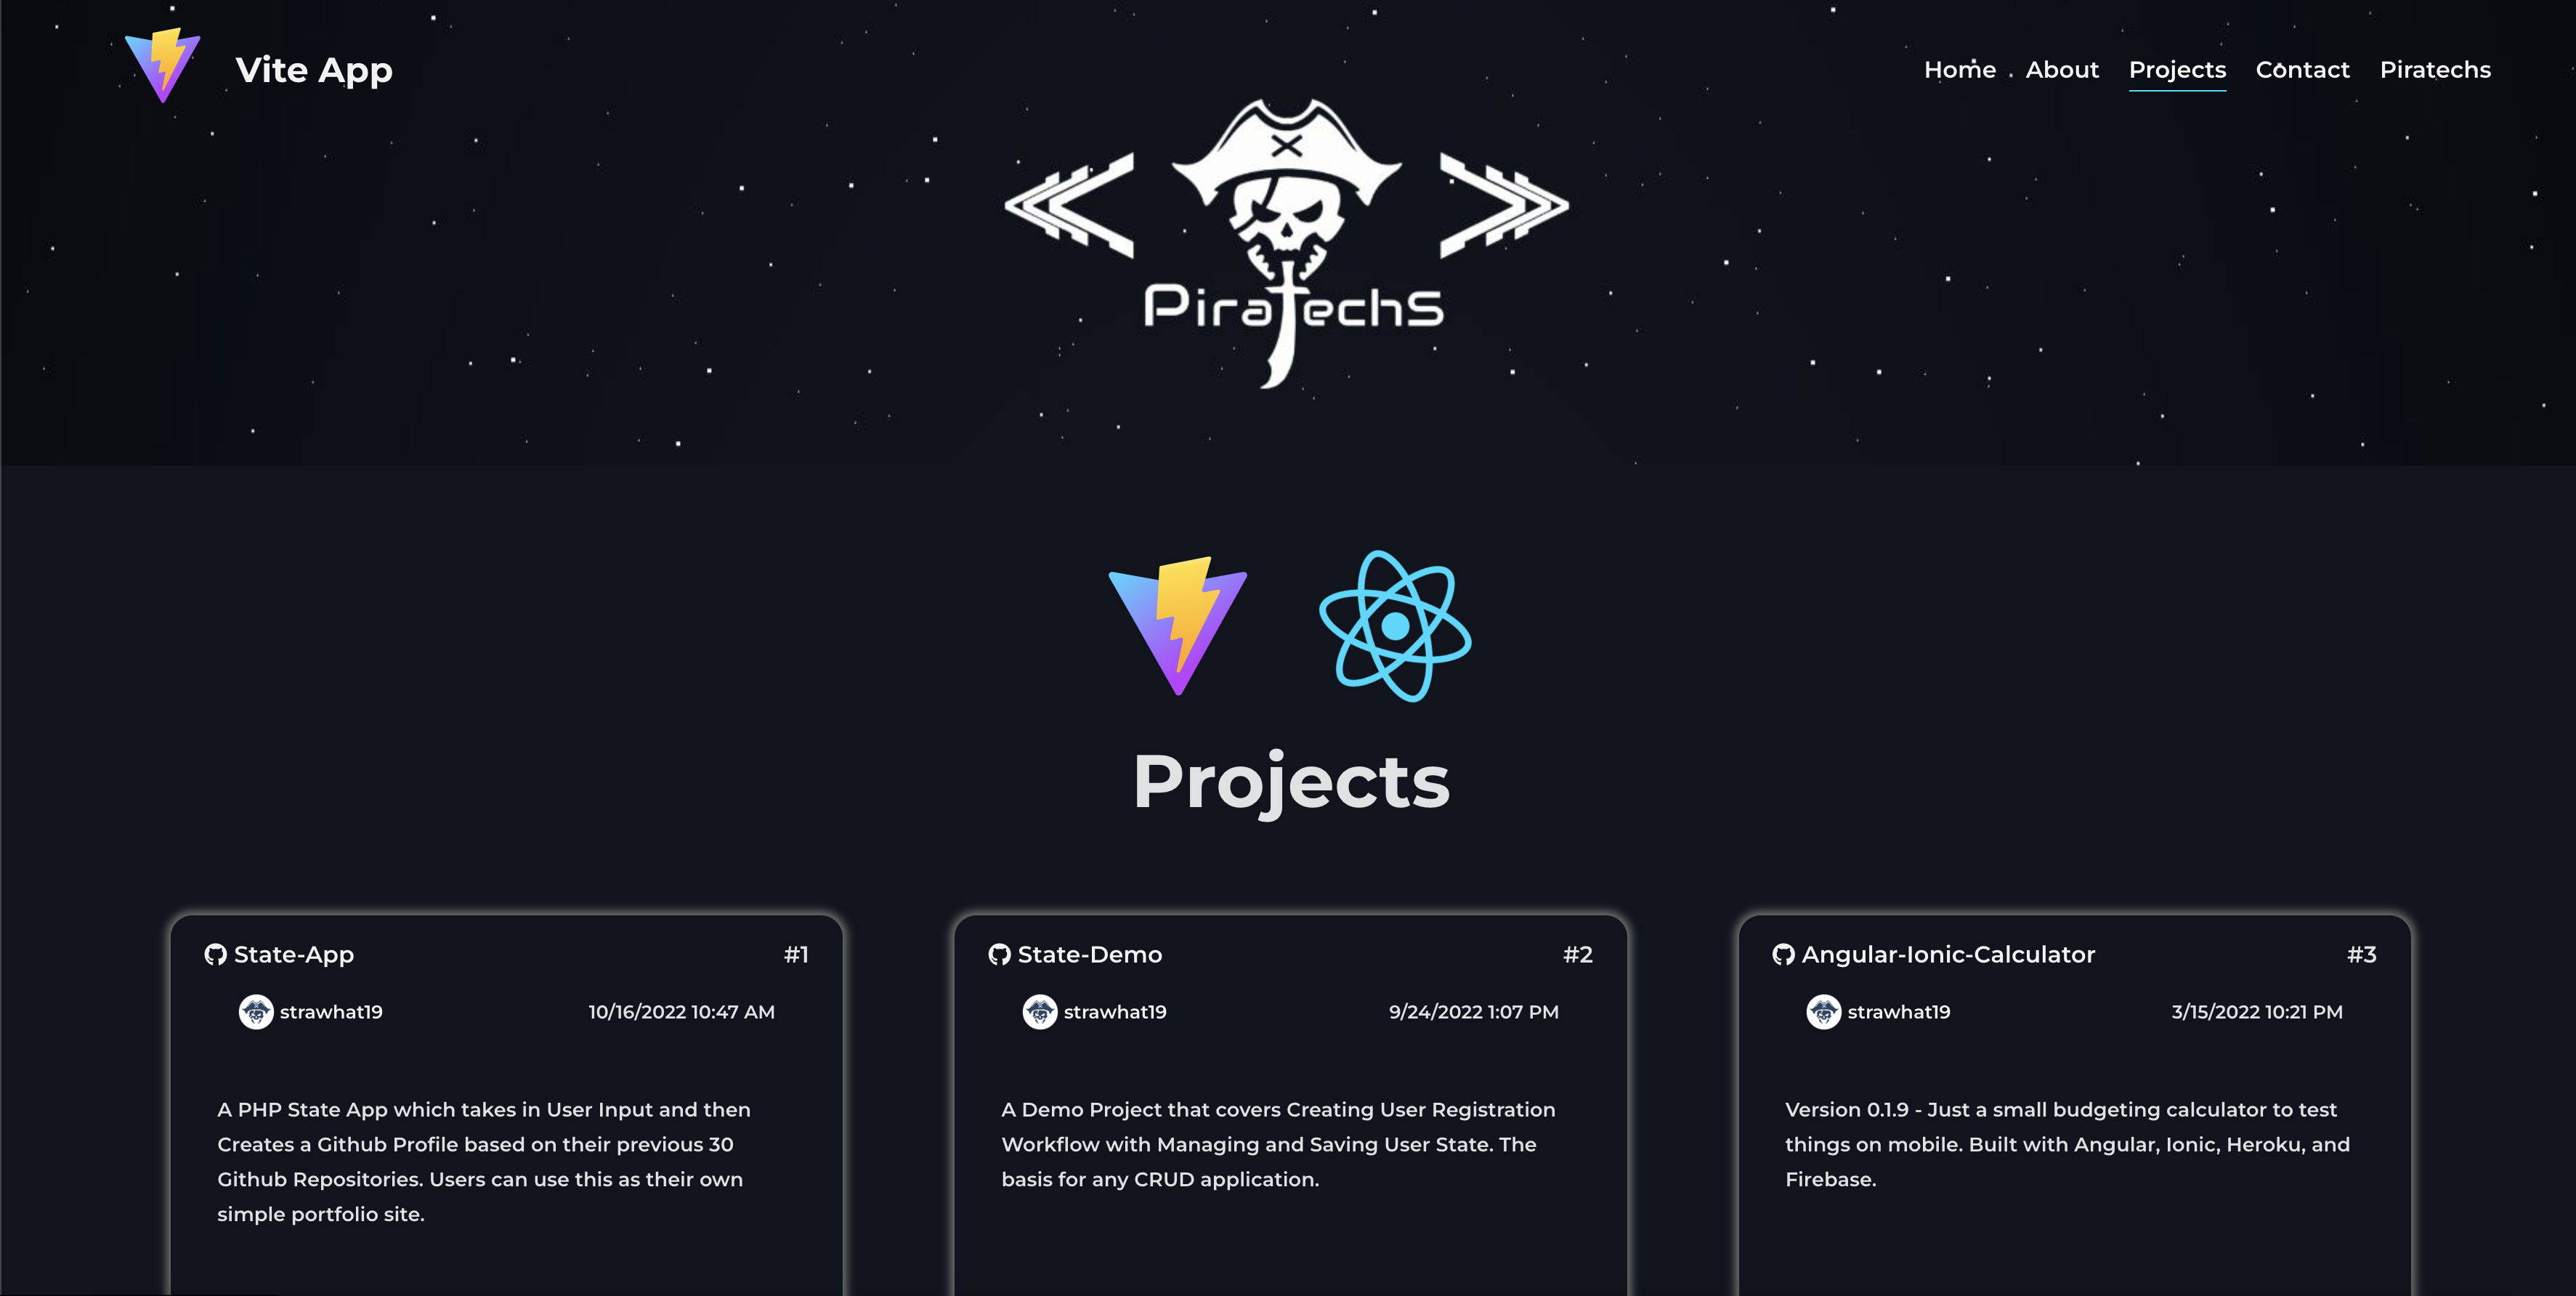 Vite App
Home About Projects Contact Piratechs
PiraTechS
Projects
State-App #1
strawhat19 10/16/2022 10:47 AM
A PHP State App which takes in User Input and then
Creates a Github Profile based on their previous 30
Github Repositories. Users can use this as their own
simple portfolio site.
State-Demo #2
strawhat19 9/24/2022 1:07 PM
A Demo Project that covers Creating User Registration
Workflow with Managing and Saving User State. The
basis for any CRUD application.
Angular-Ionic-Calculator #3
strawhat19 3/15/2022 10:21 PM
Version 0.1.9 - Just a small budgeting calculator to test
things on mobile. Built with Angular, Ionic, Heroku, and
Firebase.